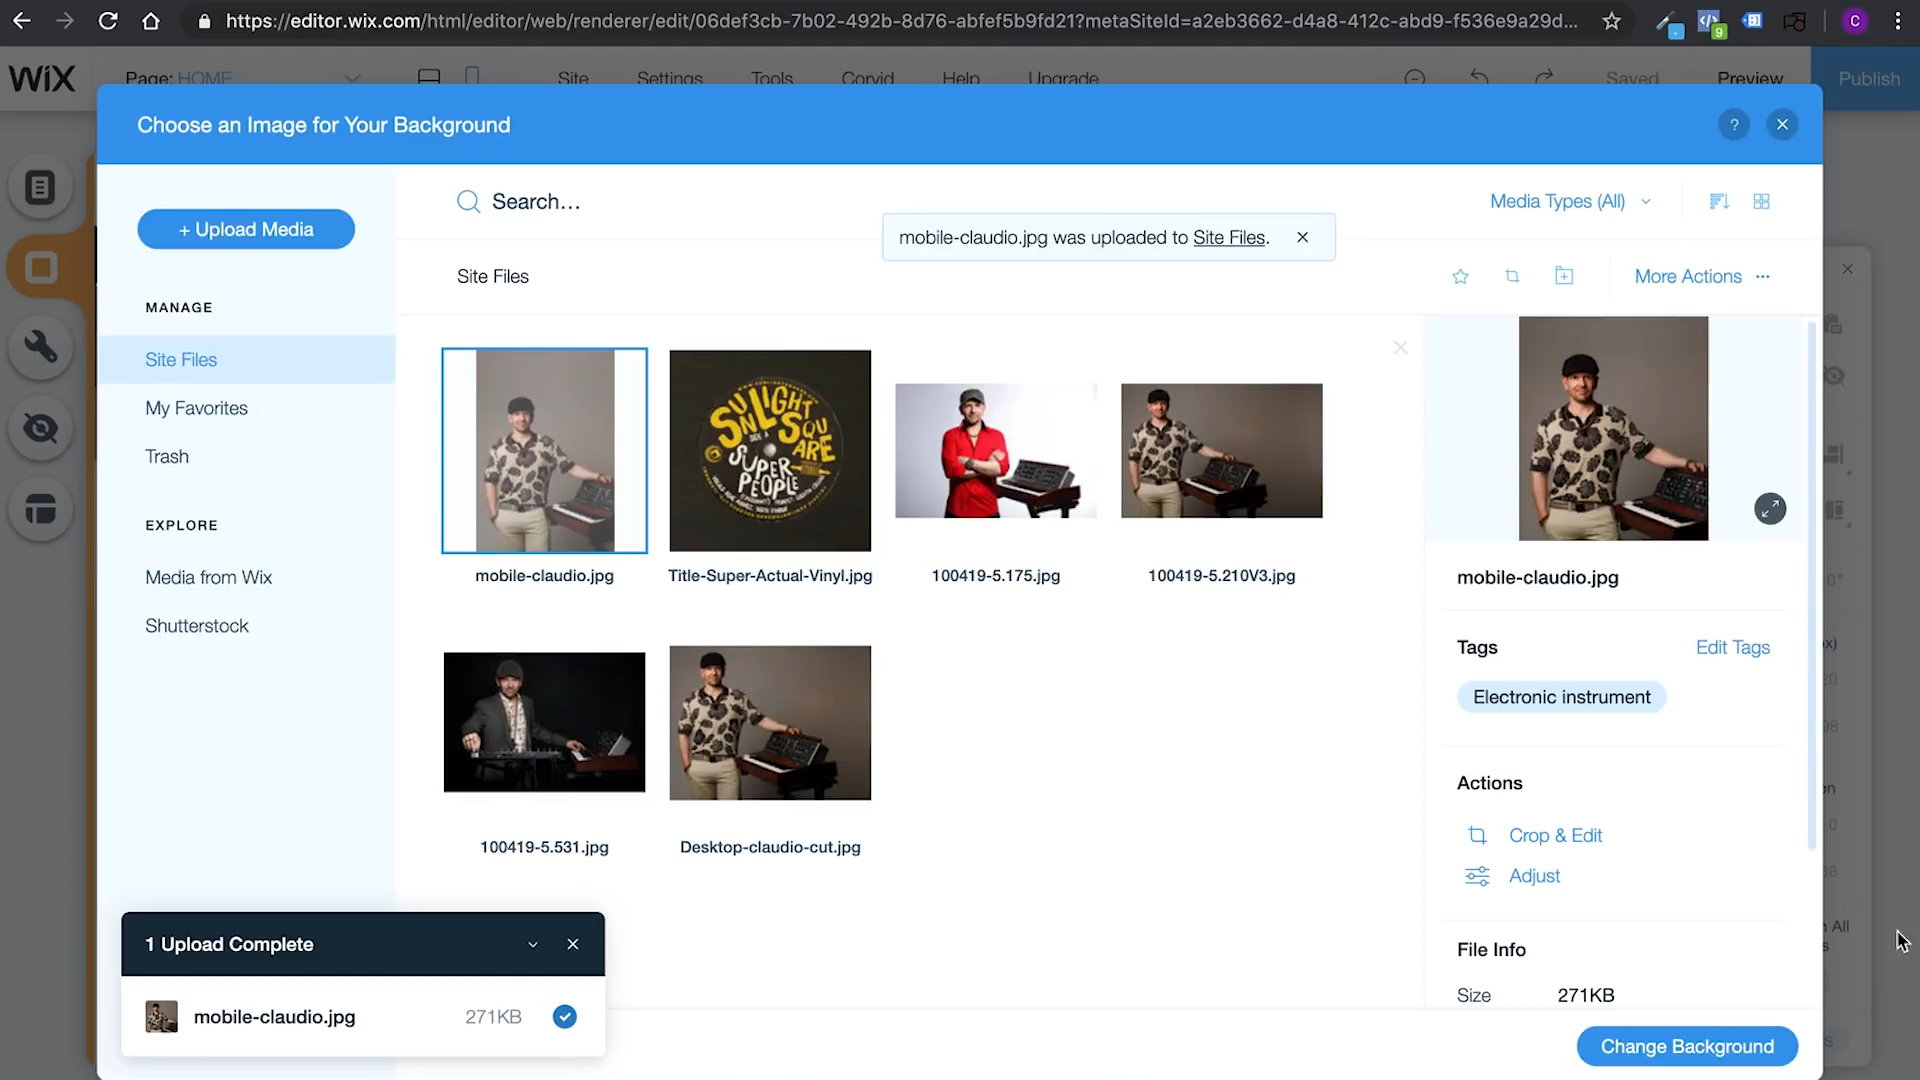 https://editor.wix.com/html/editor/web/renderer/edit/06def3cb-7b02-492b-8d76-abfef5b9fd21?metaSiteId=a2eb3662-d4a8-412c-abd9-f536e9a29d...
9
C
WiX
Page: HOME
Site
Settings
Tools
Corvid
Help
Upgrade
Saved
Preview
Publish
Choose an Image for Your Background
?
+ Upload Media
Search...
Media Types (All)
mobile-claudio.jpg was uploaded to Site Files.
Site Files
More Actions
MANAGE
Site Files
My Favorites
Trash
EXPLORE
Media from Wix
Shutterstock
SUNLIGHT SQUARE
SUPER PEOPLE
mobile-claudio.jpg
Title-Super-Actual-Vinyl.jpg
100419-5.175.jpg
100419-5.210V3.jpg
100419-5.531.jpg
Desktop-claudio-cut.jpg
mobile-claudio.jpg
Tags
Edit Tags
Electronic instrument
Actions
Crop & Edit
Adjust
File Info
Size 271KB
1 Upload Complete
mobile-claudio.jpg 271KB
Change Background